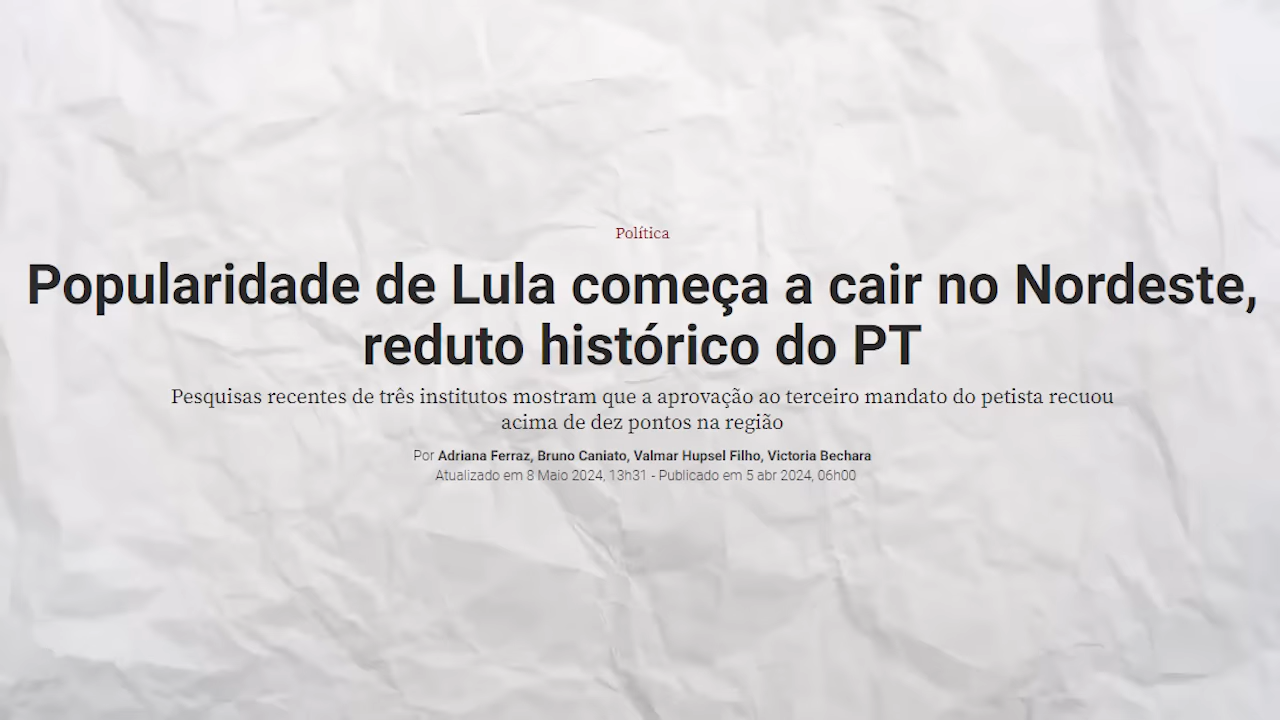 Política
Popularidade de Lula começa a cair no Nordeste,
reduto histórico do PT
Pesquisas recentes de três institutos mostram que a aprovação ao terceiro mandato do petista recuou
acima de dez pontos na região
Por Adriana Ferraz, Bruno Caniato, Valmar Hupsel Filho, Victoria Bechara
Atualizado em 8 Maio 2024, 13h31 - Publicado em 5 abr 2024, 06h00